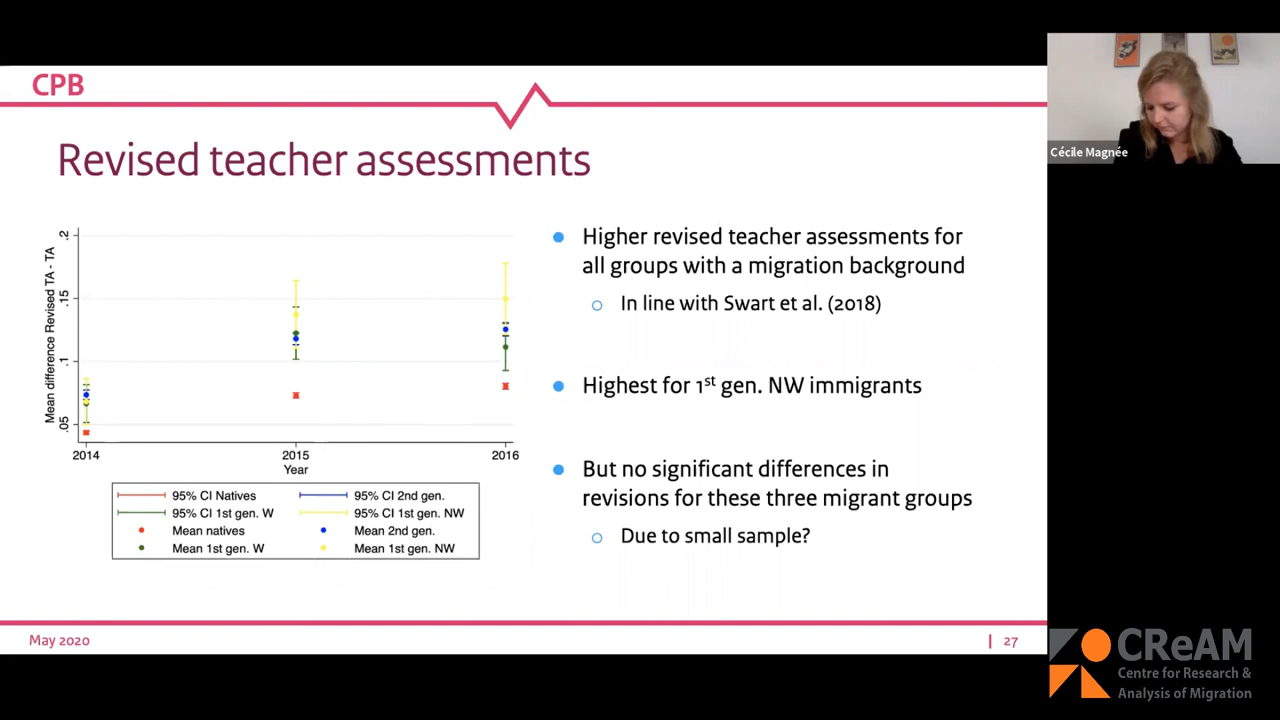 CPB
Revised teacher assessments
Cécile Magnée
.2
.15
.1
.05
Mean difference Revised TA - TA
2014
2015
2016
Year
95% CI Natives
95% CI 2nd gen.
95% CI 1st gen. W
95% CI 1st gen. NW
Mean natives
Mean 2nd gen.
Mean 1st gen. W
Mean 1st gen. NW
Higher revised teacher assessments for
all groups with a migration background
In line with Swart et al. (2018)
Highest for 1st gen. NW immigrants
But no significant differences in
revisions for these three migrant groups
Due to small sample?
May 2020
| 27
CReAM
Centre for Research &
Analysis of Migration